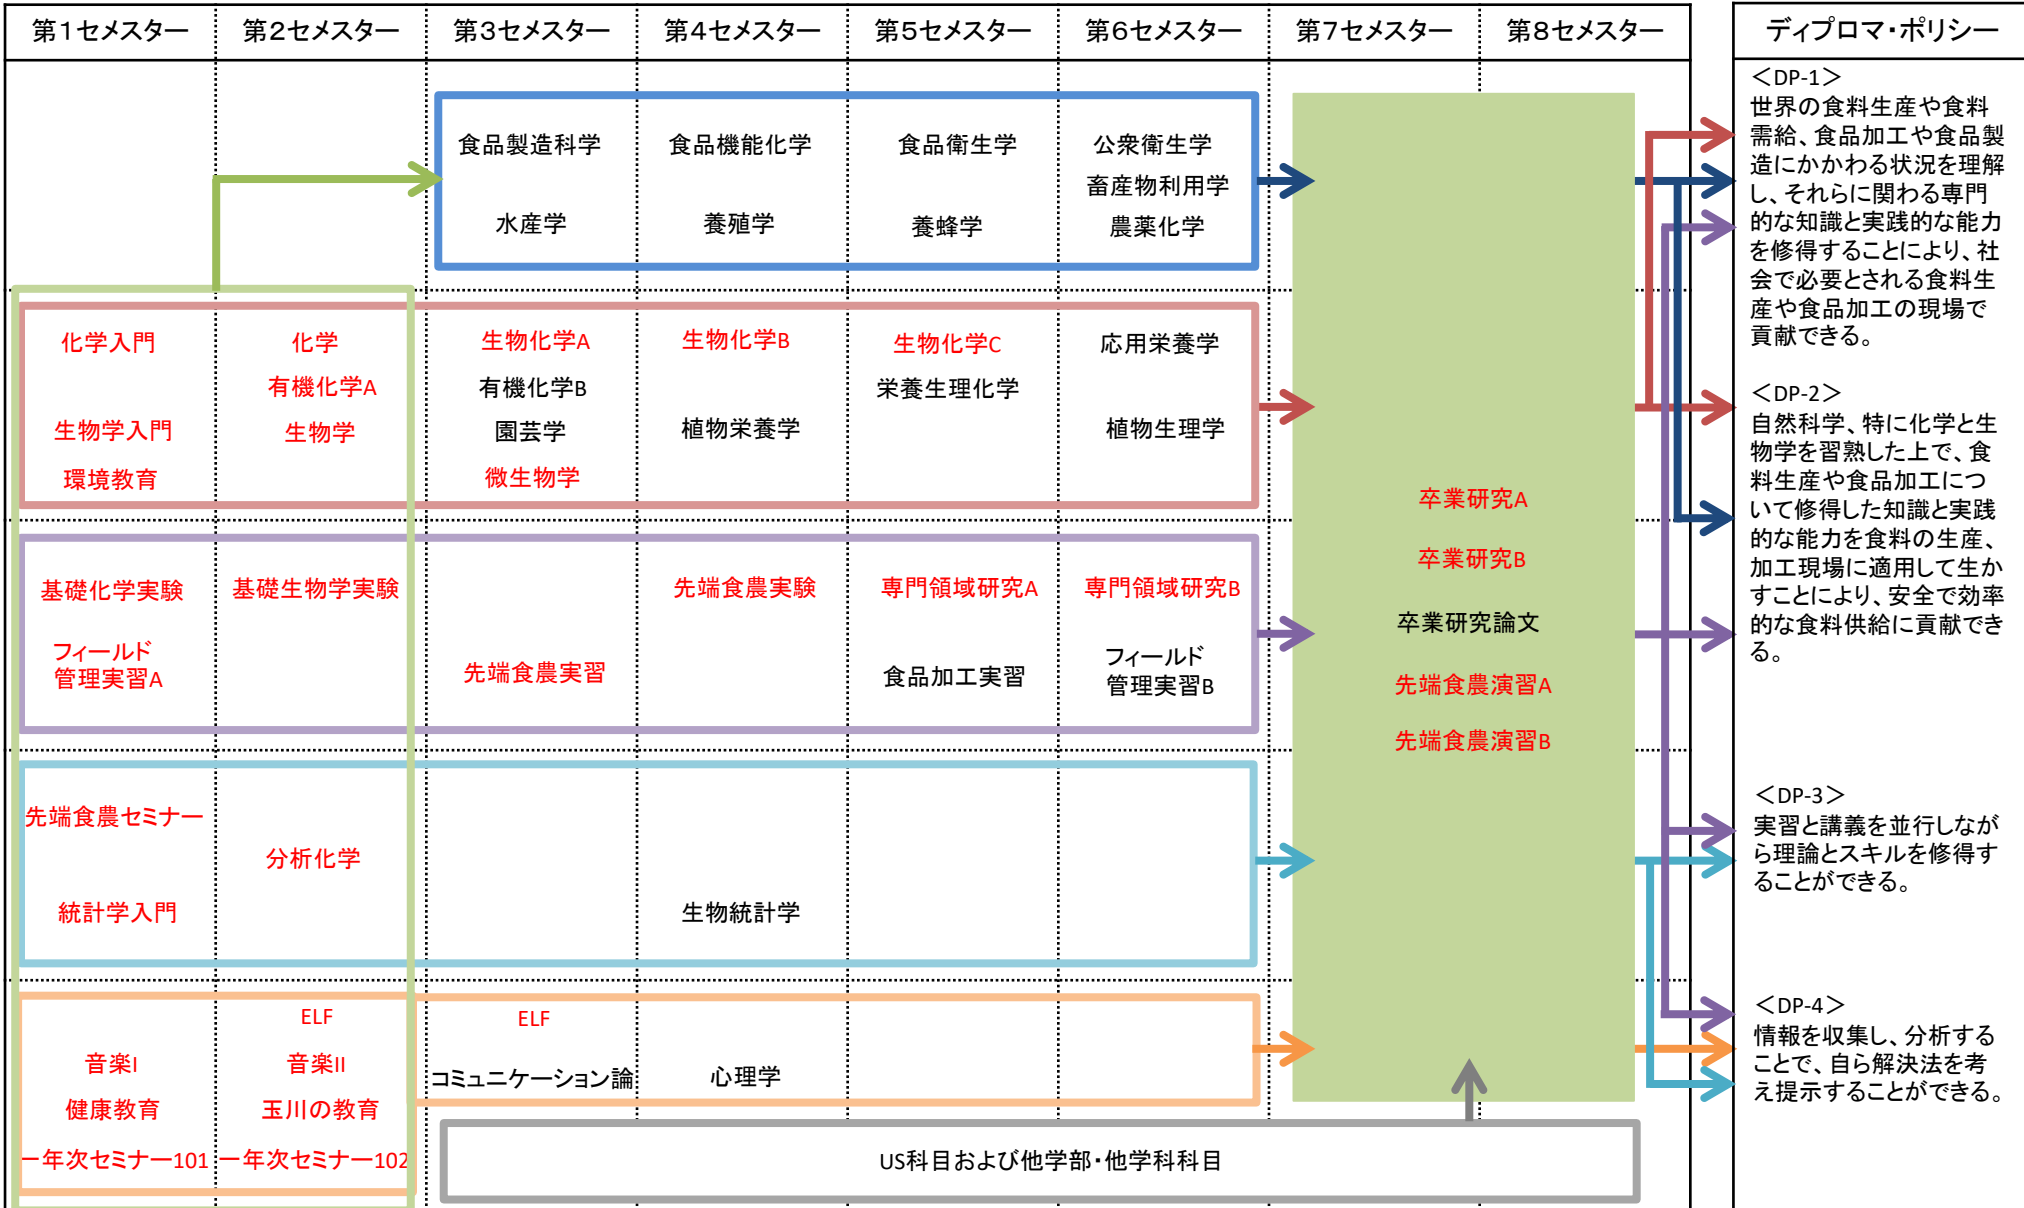 第1セメスター
第2セメスター
第3セメスター
第4セメスター
第5セメスター
第6セメスター
第7セメスター
第8セメスター
ディプロマ・ポリシー
食品製造科学
食品機能化学
食品衛生学
公衆衛生学
畜産物利用学
水産学
養殖学
養蜂学
農薬化学
化学入門
化学
生物化学A
生物化学B
生物化学C
応用栄養学
有機化学A
有機化学B
栄養生理化学
生物学入門
生物学
園芸学
植物栄養学
植物生理学
環境教育
微生物学
基礎化学実験
基礎生物学実験
先端食農実験
専門領域研究A
専門領域研究B
フィールド
管理実習A
先端食農実習
食品加工実習
フィールド
管理実習B
先端食農セミナー
分析化学
統計学入門
生物統計学
ELF
ELF
音楽I
音楽II
コミュニケーション論
心理学
健康教育
玉川の教育
一年次セミナー101
一年次セミナー102
US科目および他学部・他学科科目
卒業研究A
卒業研究B
卒業研究論文
先端食農演習A
先端食農演習B
＜DP-1＞
世界の食料生産や食料
需給、食品加工や食品製
造にかかわる状況を理解
し、それらに関わる専門
的な知識と実践的な能力
を修得することにより、社
会で必要とされる食料生
産や食品加工の現場で
貢献できる。
＜DP-2＞
自然科学、特に化学と生
物学を習熟した上で、食
料生産や食品加工につ
いて修得した知識と実践
的な能力を食料の生産、
加工現場に適用して生か
すことにより、安全で効率
的な食料供給に貢献でき
る。
＜DP-3＞
実習と講義を並行しなが
ら理論とスキルを修得す
ることができる。
＜DP-4＞
情報を収集し、分析する
ことで、自ら解決法を考
え提示することができる。